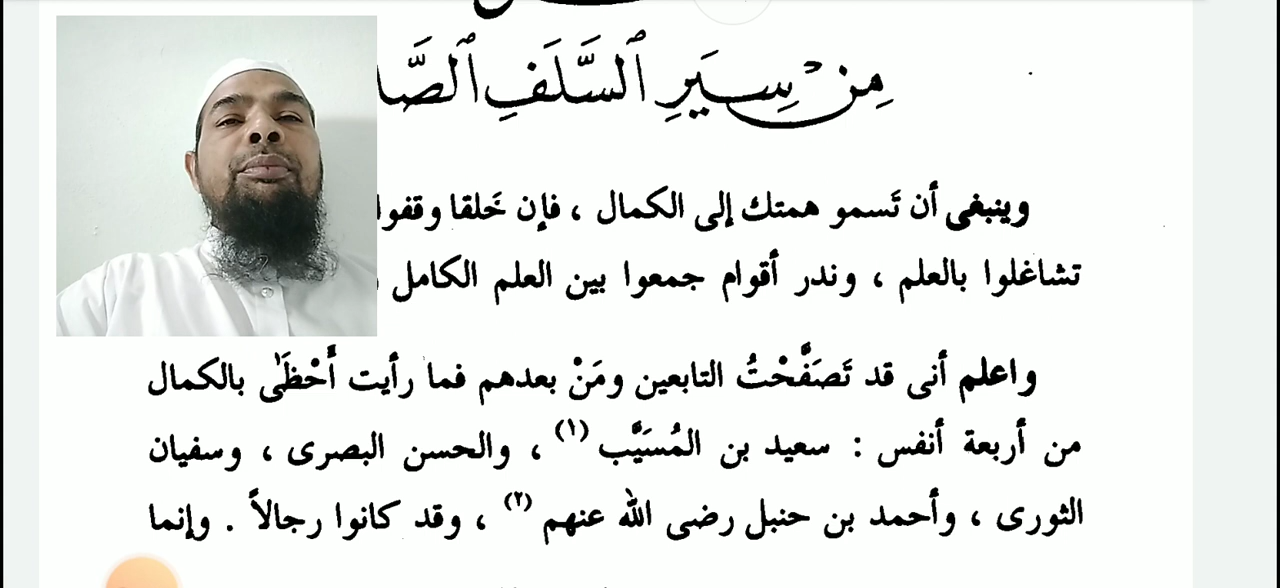 مِن سِيَرِ ٱلسَّلَفِ
وينبغى أن تَسمو همتك إلى الكمال ، فإن خَلقا وقفوا
تشاغلوا بالعلم ، وندر أقوام جمعوا بين العلم الكامل
واعلم أنى قد تَصَفَّحْتُ التابعين ومَنْ بعدهم فما رأيت أَحْظَىٰ بالكمال
من أربعة أنفس : سعيد بن المُسَيَّب (١) ، والحسن البصرى ، وسفيان
الثورى ، وأحمد بن حنبل رضى الله عنهم (٢) ، وقد كانوا رجالاً . وإنما